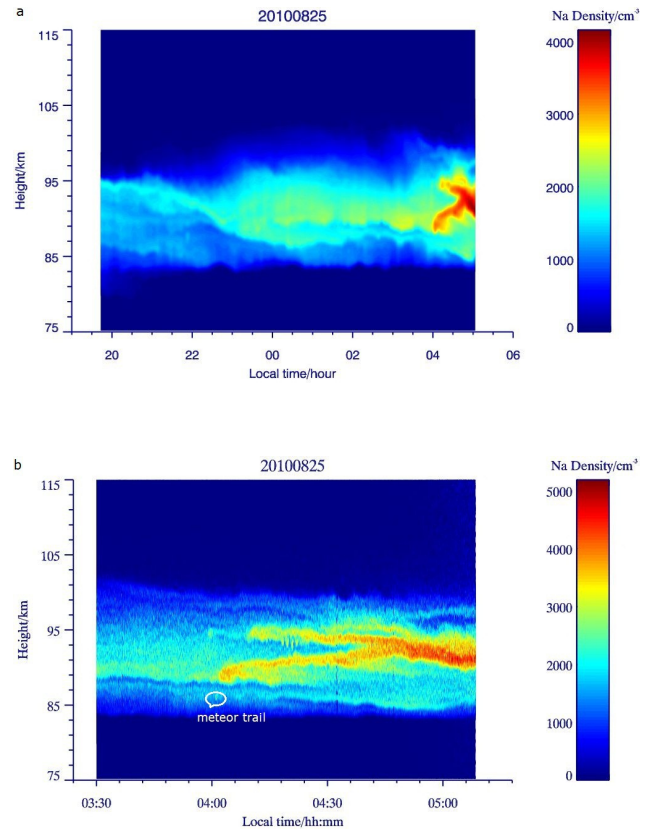 a
20100825
Na Density/cm-3
115
105
95
85
75
Height/km
20 22 00 02 04 06
Local time/hour
4000
3000
2000
1000
0
b
20100825
Na Density/cm-3
115
105
95
85
75
Height/km
meteor trail
03:30 04:00 04:30 05:00
Local time/hh:mm
5000
4000
3000
2000
1000
0